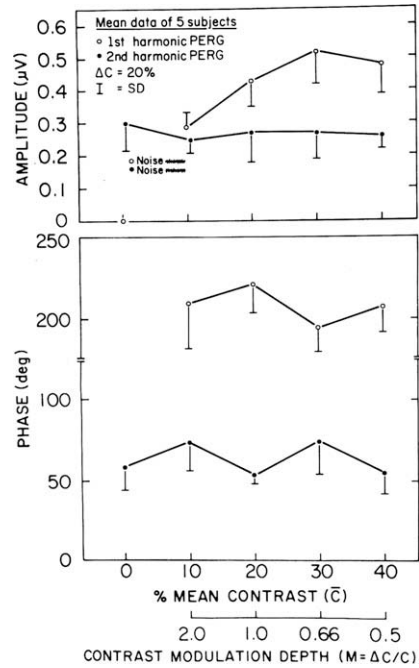 Mean data of 5 subjects
○ 1st harmonic PERG
● 2nd harmonic PERG
ΔC = 20%
I = SD
AMPLITUDE (μV)
0.6
0.5
0.4
0.3
0.2
0.1
0
○ Noise
● Noise
PHASE (deg)
250
200
100
50
0
0 10 20 30 40
% MEAN CONTRAST (C̄)
2.0 1.0 0.66 0.5
CONTRAST MODULATION DEPTH (M=ΔC/C)